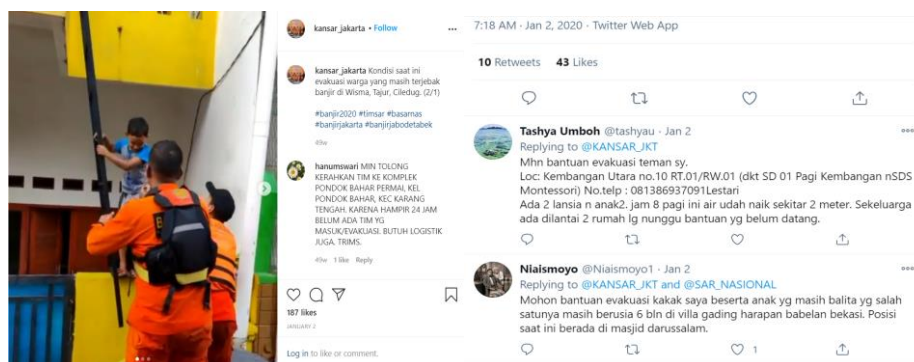 kansar_jakarta • Follow
kansar_jakarta Kondisi saat ini
evakuasi warga yang masih terjebak
banjir di Wisma, Tajur, Ciledug. (2/1)
#banjir2020 #timsar #basarnas
#banjirjakarta #banjirjabodetabek
49w
hanumswari MIN TOLONG
KERAHKAN TIM KE KOMPLEK
PONDOK BAHAR PERMAI, KEL
PONDOK BAHAR, KEC KARANG
TENGAH. KARENA HAMPIR 24 JAM
BELUM ADA TIM YG
MASUK/EVAKUASI. BUTUH LOGISTIK
JUGA. TRIMS.
49w 1 like Reply
187 likes
JANUARY 2
Log in to like or comment.
7:18 AM · Jan 2, 2020 · Twitter Web App
10 Retweets 43 Likes
Tashya Umboh @tashyau · Jan 2
Replying to @KANSAR_JKT
Mhn bantuan evakuasi teman sy.
Loc: Kembangan Utara no.10 RT.01/RW.01 (dkt SD 01 Pagi Kembangan nSDS
Montessori) No.telp : 081386937091Lestari
Ada 2 lansia n anak2. jam 8 pagi ini air udah naik sekitar 2 meter. Sekeluarga
ada dilantai 2 rumah lg nunggu bantuan yg belum datang.
Niaismoyo @Niaismoyo1 · Jan 2
Replying to @KANSAR_JKT and @SAR_NASIONAL
Mohon bantuan evakuasi kakak saya beserta anak yg masih balita yg salah
satunya masih berusia 6 bln di villa gading harapan babelan bekasi. Posisi
saat ini berada di masjid darussalam.
1